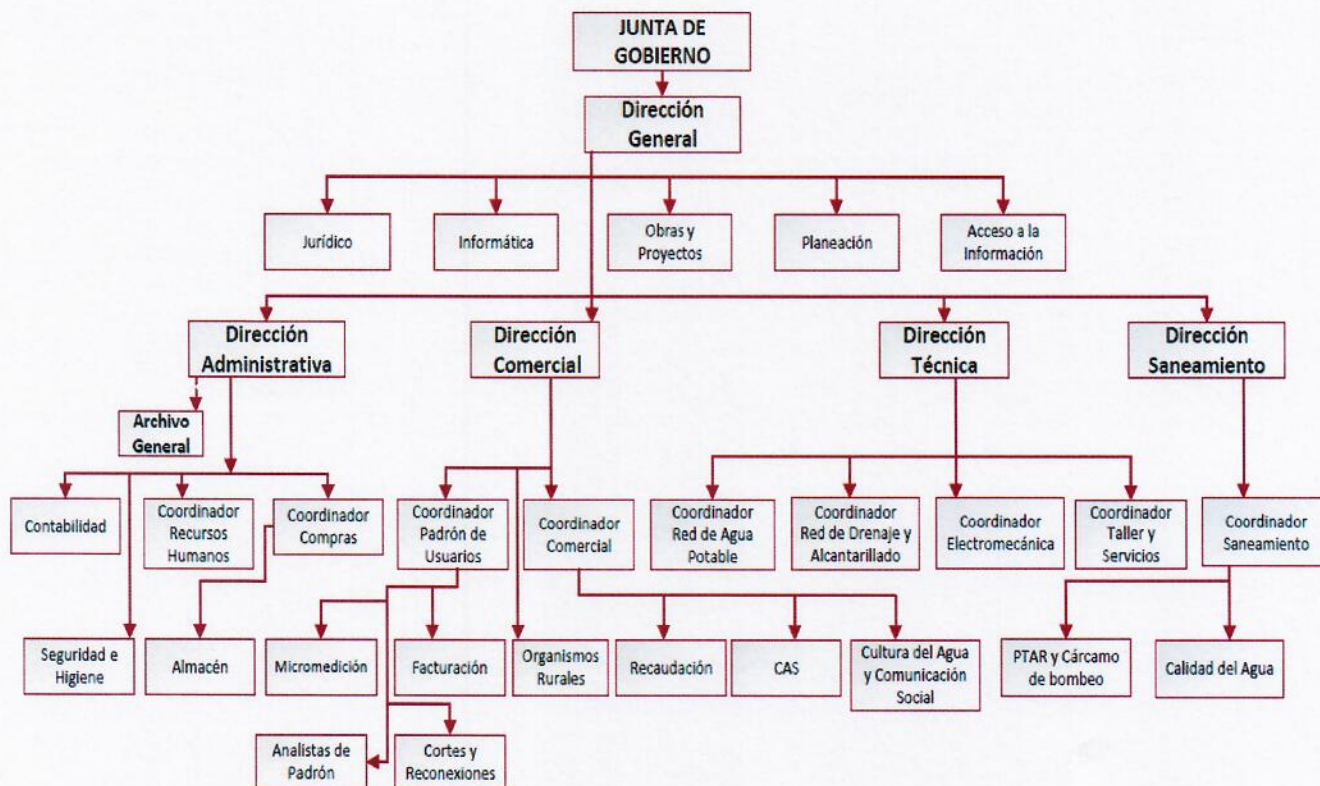 JUNTA DE
GOBIERNO
Dirección
General
Jurídico
Informática
Obras y
Proyectos
Planeación
Acceso a la
Información
Dirección
Administrativa
Dirección
Comercial
Dirección
Técnica
Dirección
Saneamiento
Archivo
General
Contabilidad
Coordinador
Recursos
Humanos
Coordinador
Compras
Coordinador
Padrón de
Usuarios
Coordinador
Comercial
Coordinador
Red de Agua
Potable
Coordinador
Red de Drenaje y
Alcantarillado
Coordinador
Electromecánica
Coordinador
Taller y
Servicios
Coordinador
Saneamiento
Seguridad e
Higiene
Almacén
Micromedición
Facturación
Organismos
Rurales
Recaudación
CAS
Cultura del Agua
y Comunicación
Social
PTAR y Cárcamo
de bombeo
Calidad del Agua
Analistas de
Padrón
Cortes y
Reconexiones